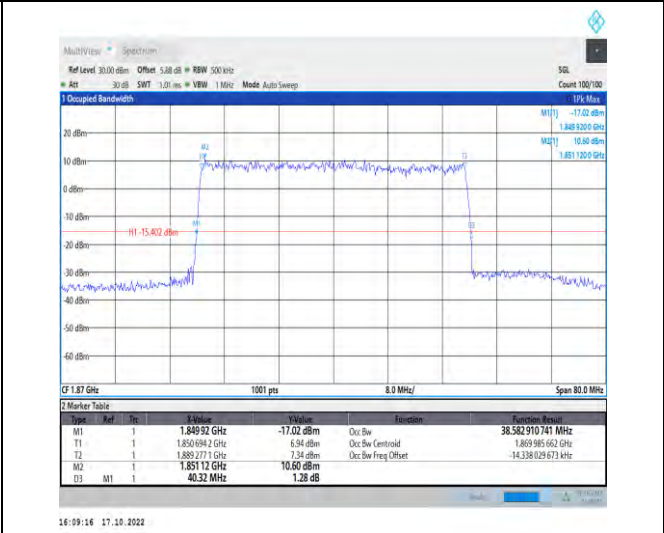 MultiView Spectrum
Ref Level 30.00 dBm Offset 5.88 dB RBW 500 kHz SGL
Att 30 dB SWT 1.01 ms VBW 1 MHz Mode Auto Sweep Count 100/100
1 Occupied Bandwidth 1Pk Max
M1[1] -17.02 dBm
1.849 920 0 GHz
M2[1] 10.60 dBm
1.851 120 0 GHz
20 dBm
M2
10 dBm
T1 T2
0 dBm
-10 dBm
M1 D3
H1 -15.402 dBm
-20 dBm
-30 dBm
-40 dBm
-50 dBm
-60 dBm
CF 1.87 GHz 1001 pts 8.0 MHz/ Span 80.0 MHz
2 Marker Table
Type Ref Trc X-Value Y-Value Function Function Result
M1 1 1.849 92 GHz -17.02 dBm Occ Bw 38.582 910 741 MHz
T1 1 1.850 694 2 GHz 6.94 dBm Occ Bw Centroid 1.869 985 662 GHz
T2 1 1.889 277 1 GHz 7.34 dBm Occ Bw Freq Offset -14.338 029 673 kHz
M2 1 1.851 12 GHz 10.60 dBm
D3 M1 1 40.32 MHz 1.28 dB
16:09:16 17.10.2022